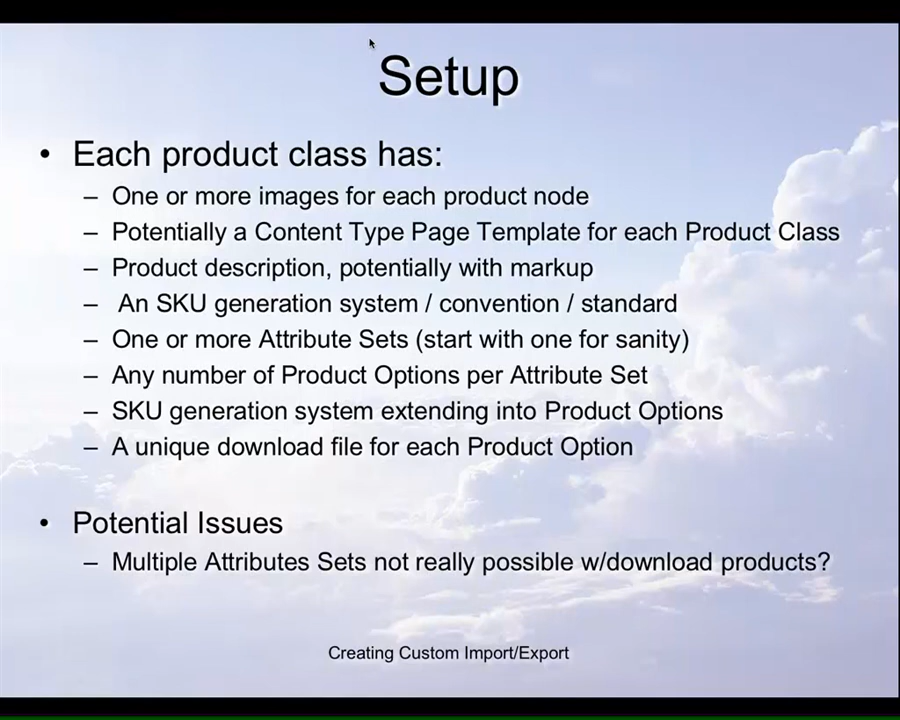 Setup
• Each product class has:
– One or more images for each product node
– Potentially a Content Type Page Template for each Product Class
– Product description, potentially with markup
– An SKU generation system / convention / standard
– One or more Attribute Sets (start with one for sanity)
– Any number of Product Options per Attribute Set
– SKU generation system extending into Product Options
– A unique download file for each Product Option
• Potential Issues
– Multiple Attributes Sets not really possible w/download products?
Creating Custom Import/Export